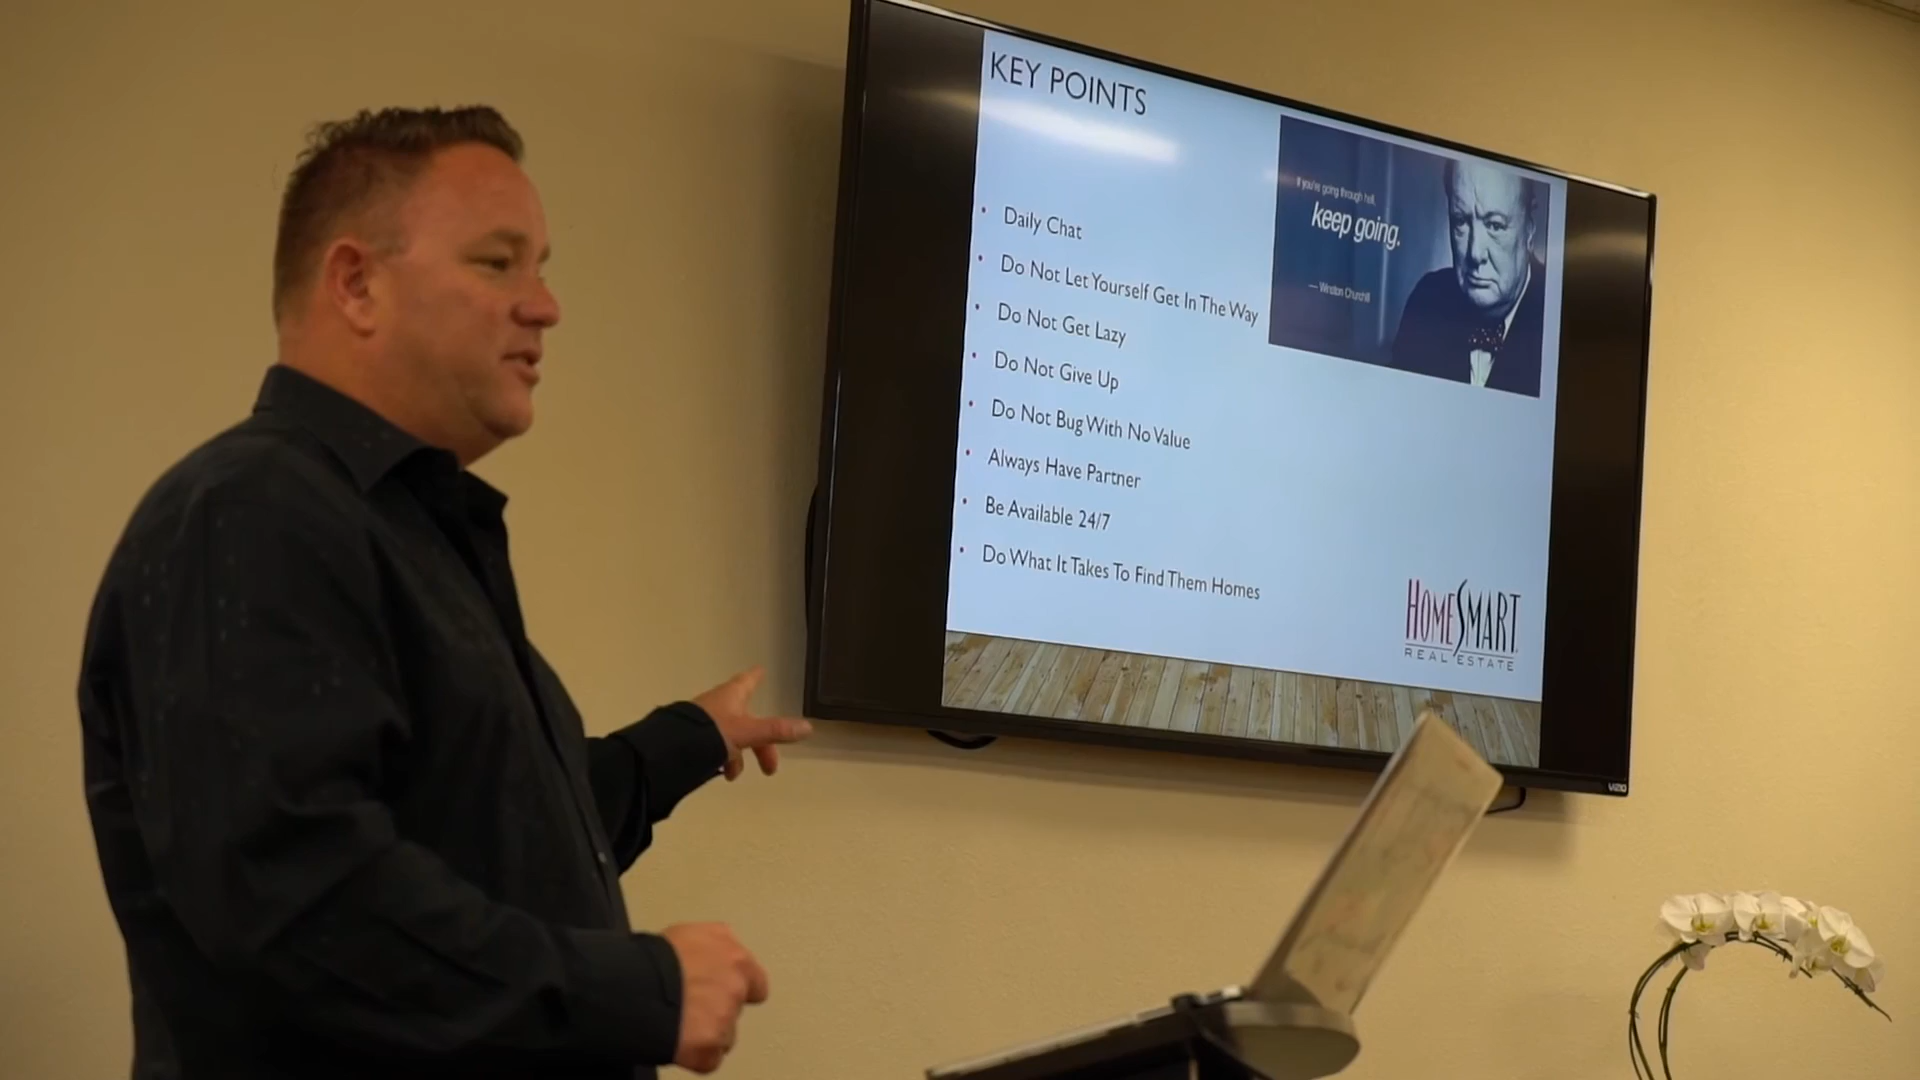 KEY POINTS
If you're going through hell,
keep going.
— Winston Churchill
• Daily Chat
• Do Not Let Yourself Get In The Way
• Do Not Get Lazy
• Do Not Give Up
• Do Not Bug With No Value
• Always Have Partner
• Be Available 24/7
• Do What It Takes To Find Them Homes
HOMESMART
REAL ESTATE
VIZIO